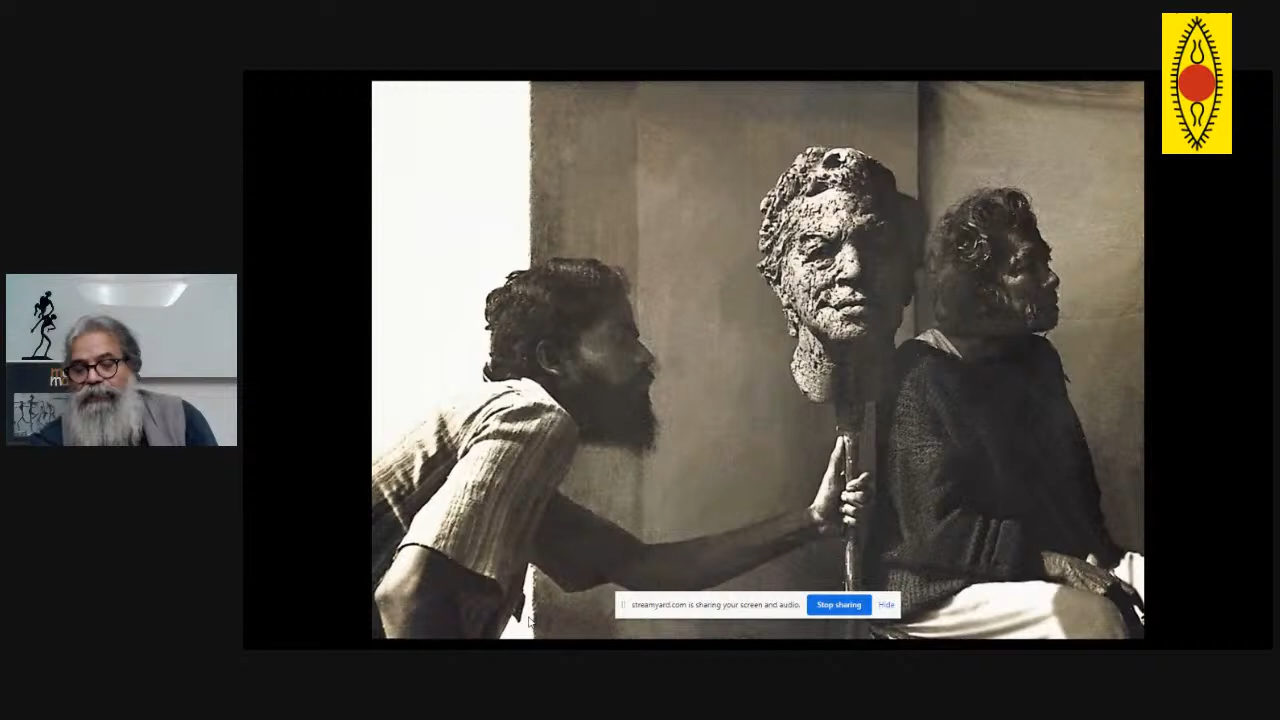 streamyard.com is sharing your screen and audio.
Stop sharing
Hide